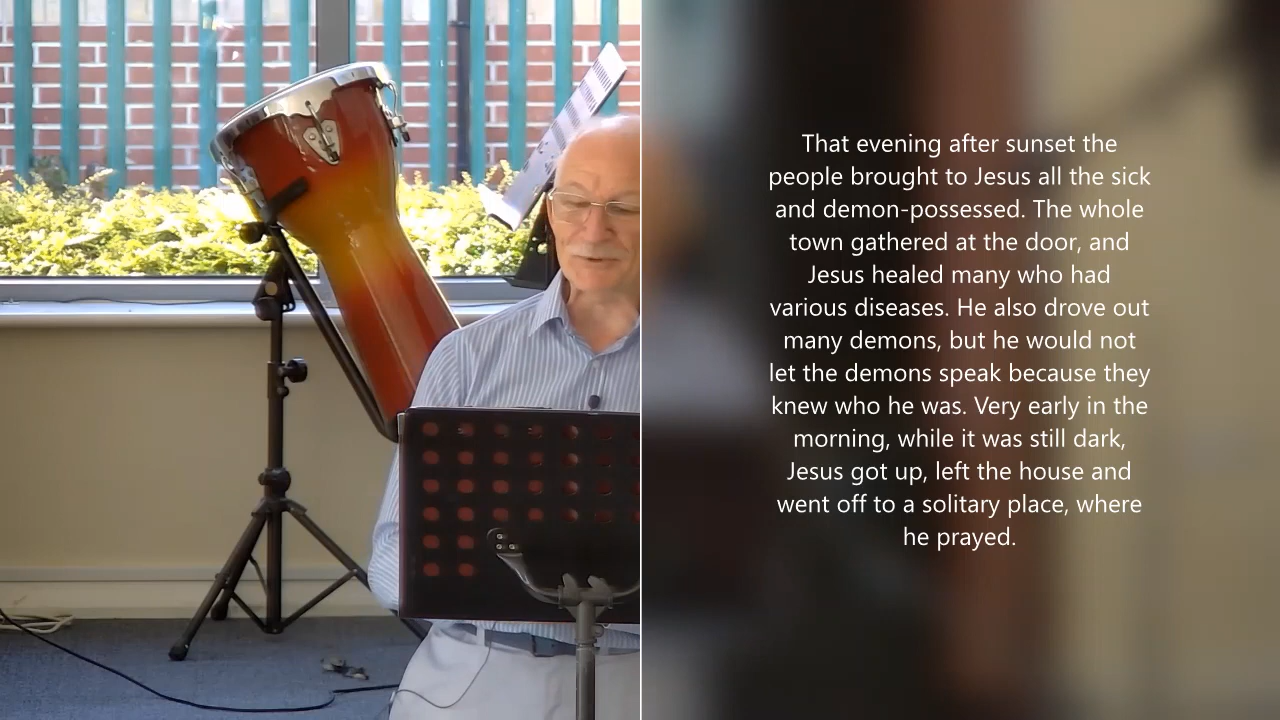 That evening after sunset the
people brought to Jesus all the sick
and demon-possessed. The whole
town gathered at the door, and
Jesus healed many who had
various diseases. He also drove out
many demons, but he would not
let the demons speak because they
knew who he was. Very early in the
morning, while it was still dark,
Jesus got up, left the house and
went off to a solitary place, where
he prayed.